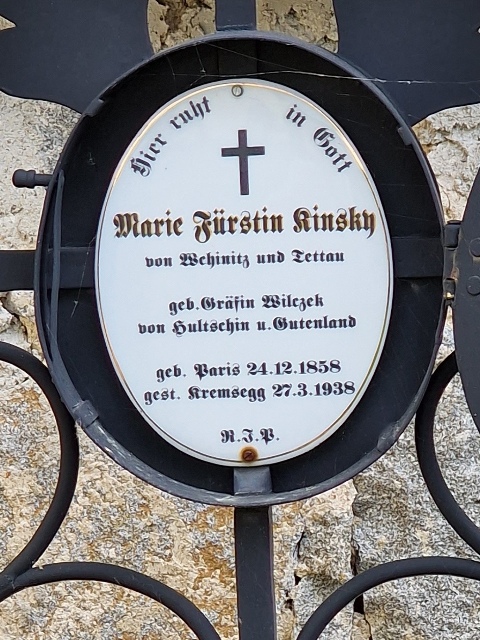 Hier ruht in Gott
Marie Fürstin Kinsky
von Wchinitz und Tettau
geb. Gräfin Wilczek
von Hultschin u. Gutenland
geb. Paris 24.12.1858
gest. Kremsegg 27.3.1938
R.I.P.